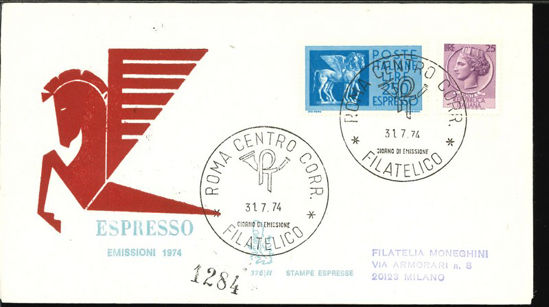 POSTE
ITALIANE
LIRE
250
ESPRESSO
LIRE 25
ROMA CENTRO CORR.
31.7.74
GIORNO DI EMISSIONE
* FILATELICO *
* ROMA CENTRO CORR. *
31.7.74
GIORNO DI EMISSIONE
FILATELICO
ESPRESSO
EMISSIONI 1974
1284
STAMPE ESPRESSE
FILATELIA MONEGHINI
VIA ARMORARI n. 8
20123 MILANO